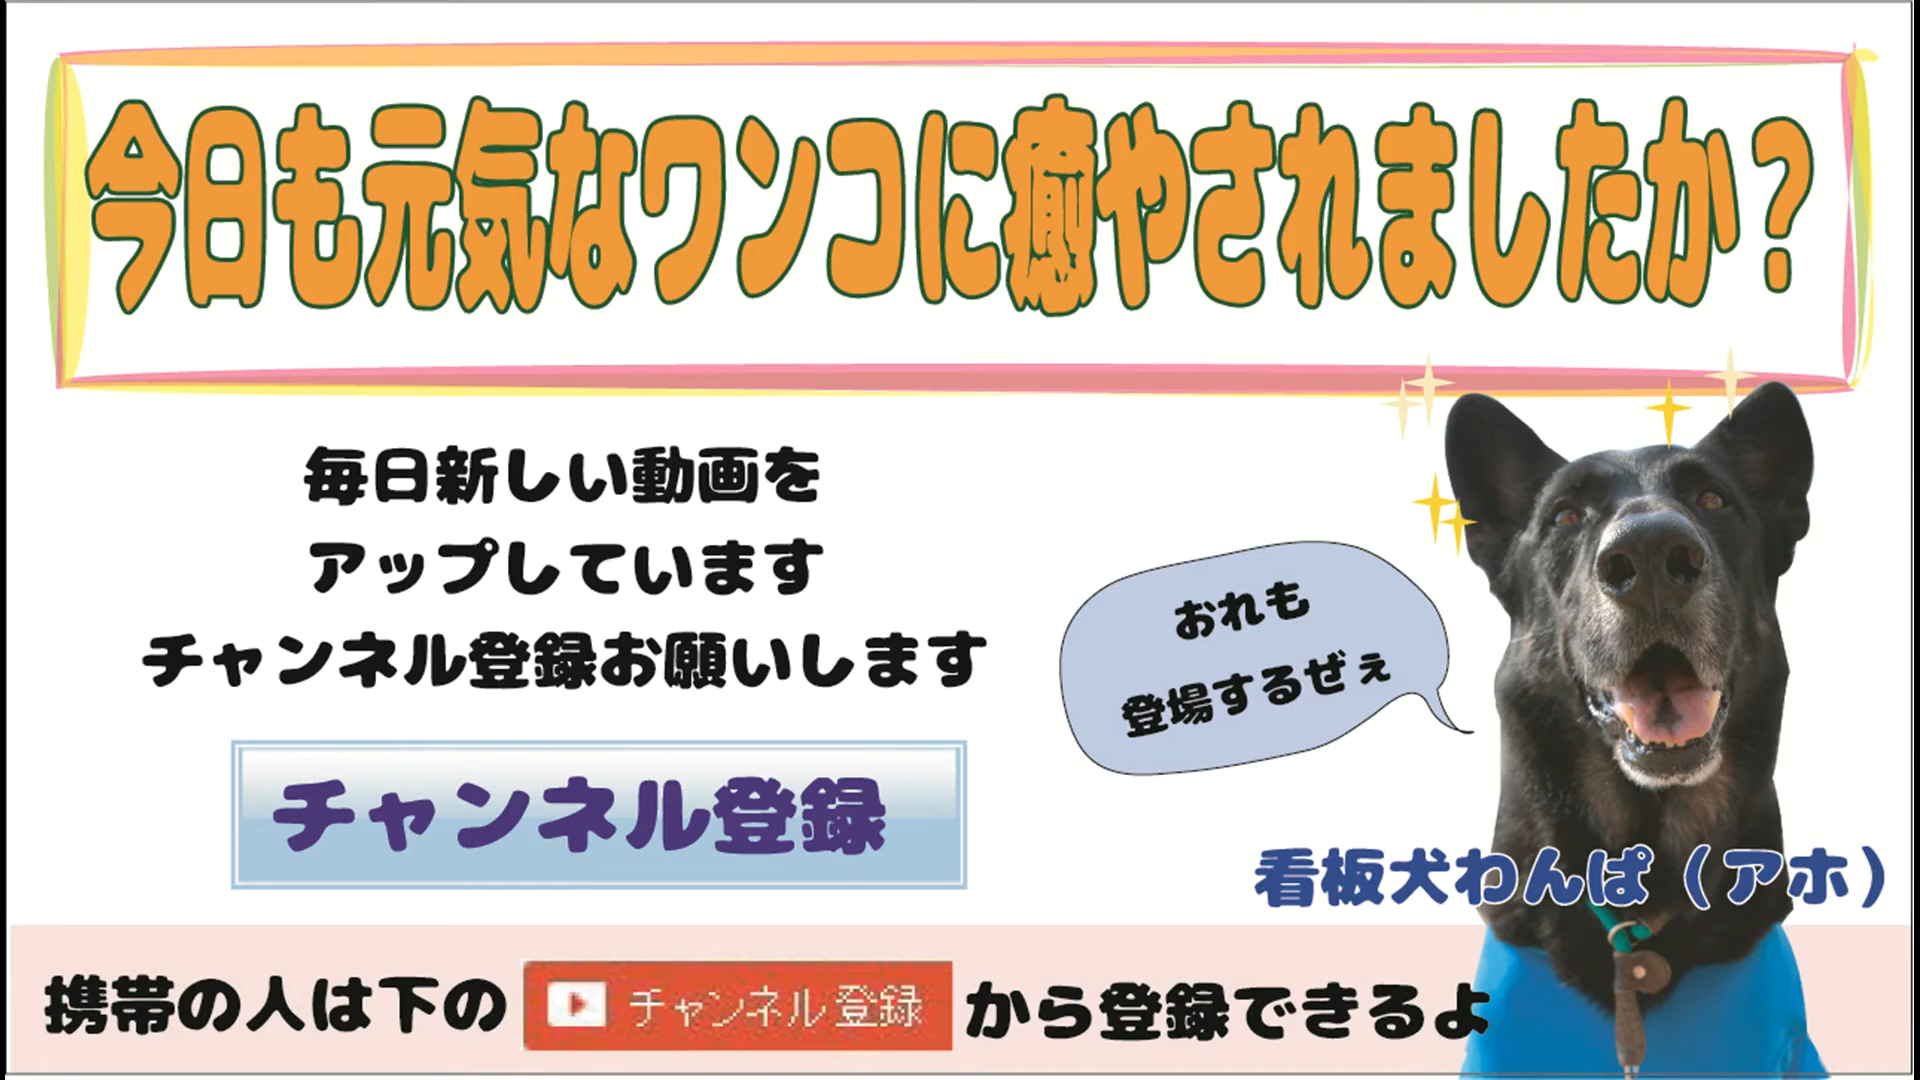 今日も元気なワンコに癒やされましたか？
毎日新しい動画を
アップしています
チャンネル登録お願いします
おれも
登場するぜぇ
チャンネル登録
看板犬わんぱ（アホ）
携帯の人は下の チャンネル登録 から登録できるよ